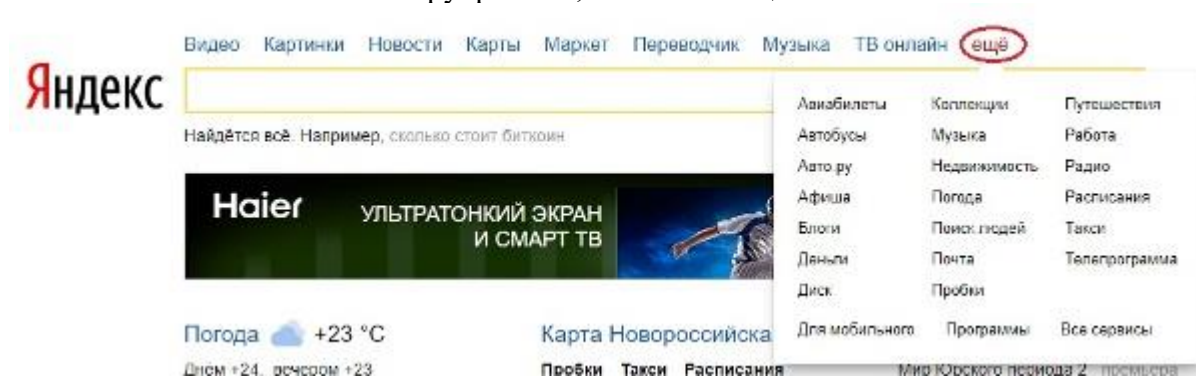 Видео Картинки Новости Карты Маркет Переводчик Музыка ТВ онлайн ещё
Яндекс
Найдётся всё. Например, сколько стоит биткоин
Авиабилеты Коллекции Путешествия
Автобусы Музыка Работа
Авто.ру Недвижимость Радио
Афиша Погода Расписания
Блоги Поиск людей Такси
Деньги Почта Телепрограмма
Диск Пробки
Для мобильного Программы Все сервисы
Haier
УЛЬТРАТОНКИЙ ЭКРАН
И СМАРТ ТВ
Погода +23 °C
Карта Новороссийска
Днём +24, вечером +23
Пробки Такси Расписания
Мир Юрского периода 2 премьера